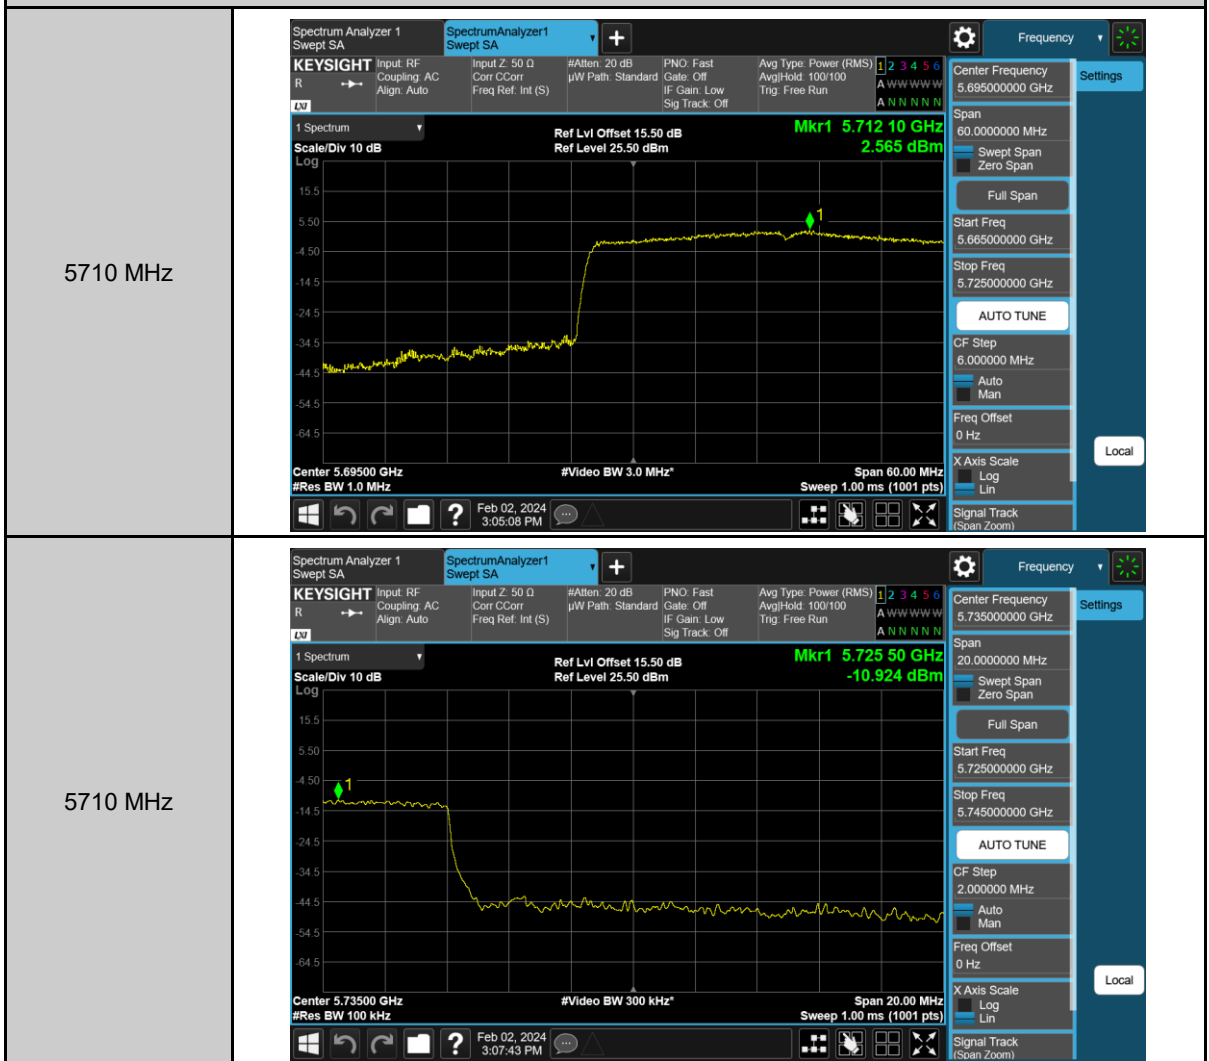 5710 MHz
Spectrum Analyzer 1
Swept SA
SpectrumAnalyzer1
Swept SA
Frequency
KEYSIGHT
R
LXI
Input: RF
Coupling: AC
Align: Auto
Input Z: 50 Ω
Corr CCorr
Freq Ref: Int (S)
#Atten: 20 dB
µW Path: Standard
PNO: Fast
Gate: Off
IF Gain: Low
Sig Track: Off
Avg Type: Power (RMS)
Avg|Hold: 100/100
Trig: Free Run
1 2 3 4 5 6
A W W W W W
A N N N N N
1 Spectrum
Scale/Div 10 dB
Log
Ref Lvl Offset 15.50 dB
Ref Level 25.50 dBm
Mkr1 5.712 10 GHz
2.565 dBm
15.5
5.50
-4.50
-14.5
-24.5
-34.5
-44.5
-54.5
-64.5
1
Center 5.69500 GHz
#Res BW 1.0 MHz
#Video BW 3.0 MHz*
Span 60.00 MHz
Sweep 1.00 ms (1001 pts)
Feb 02, 2024
3:05:08 PM
Center Frequency
5.695000000 GHz
Span
60.0000000 MHz
Swept Span
Zero Span
Full Span
Start Freq
5.665000000 GHz
Stop Freq
5.725000000 GHz
AUTO TUNE
CF Step
6.000000 MHz
Auto
Man
Freq Offset
0 Hz
X Axis Scale
Log
Lin
Signal Track
(Span Zoom)
Settings
Local
5710 MHz
Spectrum Analyzer 1
Swept SA
SpectrumAnalyzer1
Swept SA
Frequency
KEYSIGHT
R
LXI
Input: RF
Coupling: AC
Align: Auto
Input Z: 50 Ω
Corr CCorr
Freq Ref: Int (S)
#Atten: 20 dB
µW Path: Standard
PNO: Fast
Gate: Off
IF Gain: Low
Sig Track: Off
Avg Type: Power (RMS)
Avg|Hold: 100/100
Trig: Free Run
1 2 3 4 5 6
A W W W W W
A N N N N N
1 Spectrum
Scale/Div 10 dB
Log
Ref Lvl Offset 15.50 dB
Ref Level 25.50 dBm
Mkr1 5.725 50 GHz
-10.924 dBm
15.5
5.50
-4.50
-14.5
-24.5
-34.5
-44.5
-54.5
-64.5
1
Center 5.73500 GHz
#Res BW 100 kHz
#Video BW 300 kHz*
Span 20.00 MHz
Sweep 1.00 ms (1001 pts)
Feb 02, 2024
3:07:43 PM
Center Frequency
5.735000000 GHz
Span
20.0000000 MHz
Swept Span
Zero Span
Full Span
Start Freq
5.725000000 GHz
Stop Freq
5.745000000 GHz
AUTO TUNE
CF Step
2.000000 MHz
Auto
Man
Freq Offset
0 Hz
X Axis Scale
Log
Lin
Signal Track
(Span Zoom)
Settings
Local